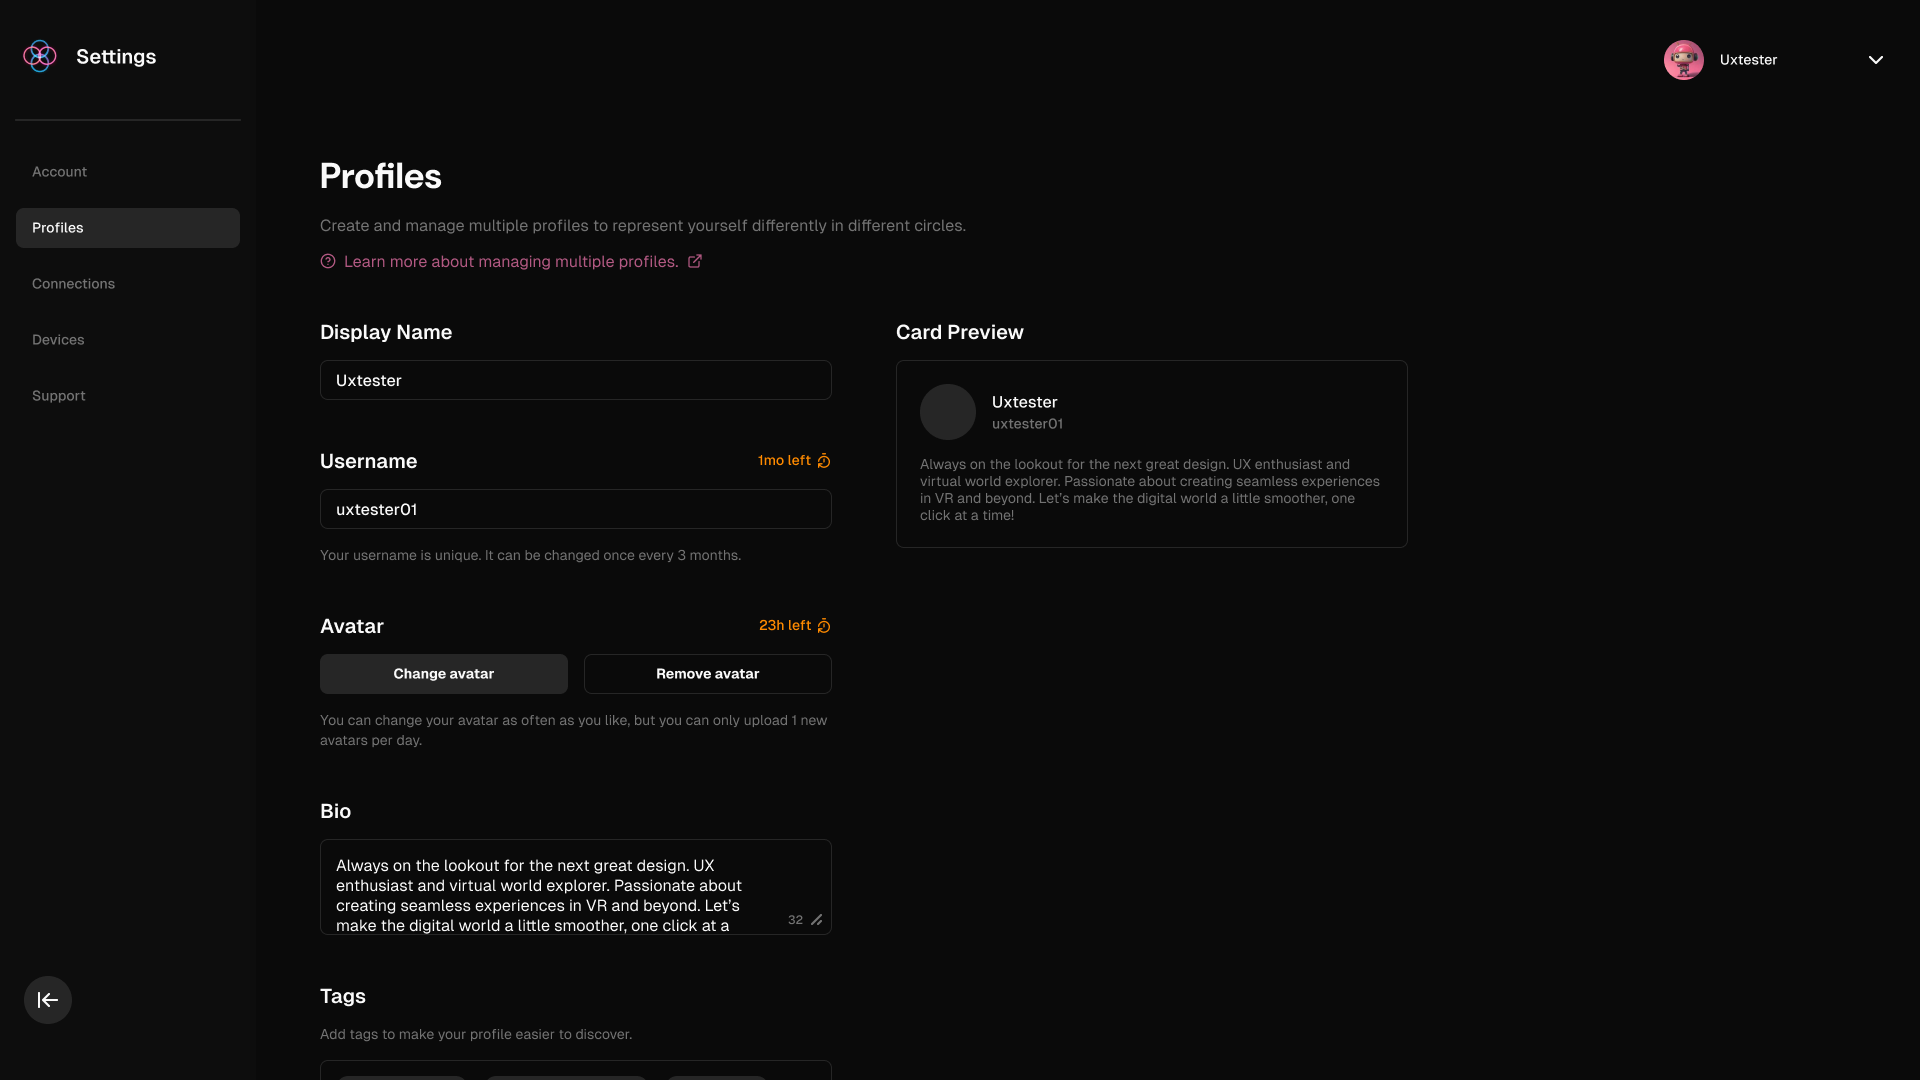 Settings
Uxtester
Account
Profiles
Connections
Devices
Support
Profiles
Create and manage multiple profiles to represent yourself differently in different circles.
Learn more about managing multiple profiles.
Display Name
Uxtester
Username
1mo left
uxtester01
Your username is unique. It can be changed once every 3 months.
Avatar
23h left
Change avatar
Remove avatar
You can change your avatar as often as you like, but you can only upload 1 new
avatars per day.
Bio
Always on the lookout for the next great design. UX
enthusiast and virtual world explorer. Passionate about
creating seamless experiences in VR and beyond. Let's
make the digital world a little smoother, one click at a
32
Tags
Add tags to make your profile easier to discover.
Card Preview
Uxtester
uxtester01
Always on the lookout for the next great design. UX enthusiast and
virtual world explorer. Passionate about creating seamless experiences
in VR and beyond. Let's make the digital world a little smoother, one
click at a time!